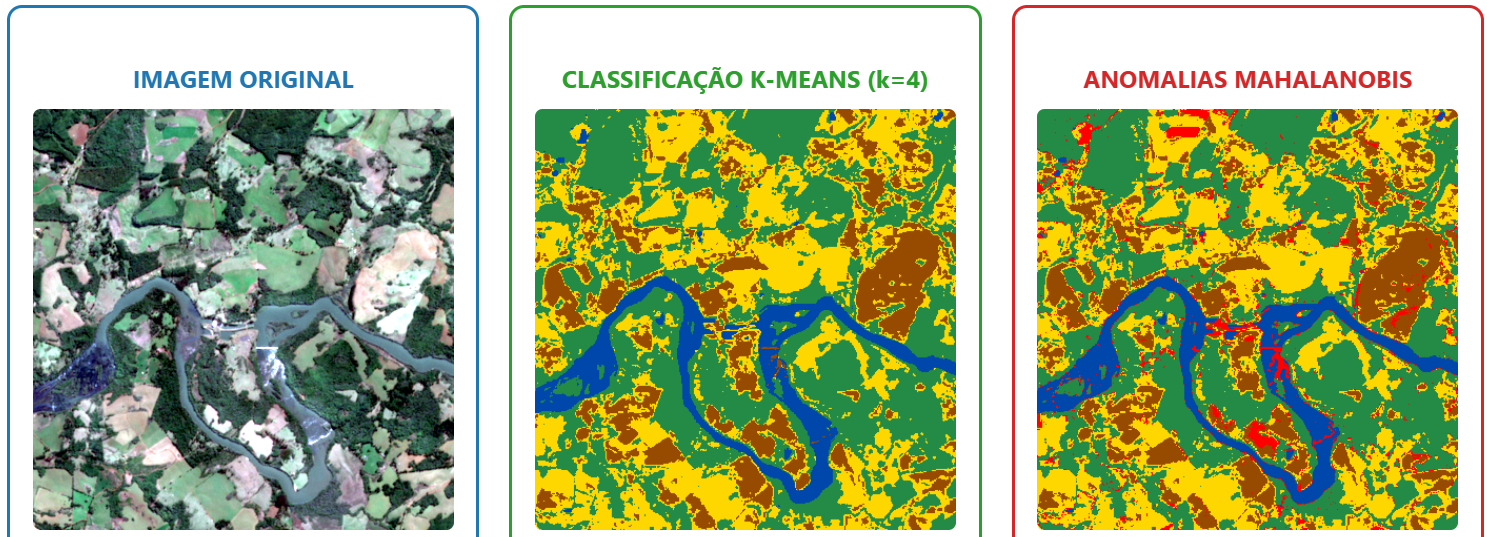 IMAGEM ORIGINAL
CLASSIFICAÇÃO K-MEANS (k=4)
ANOMALIAS MAHALANOBIS